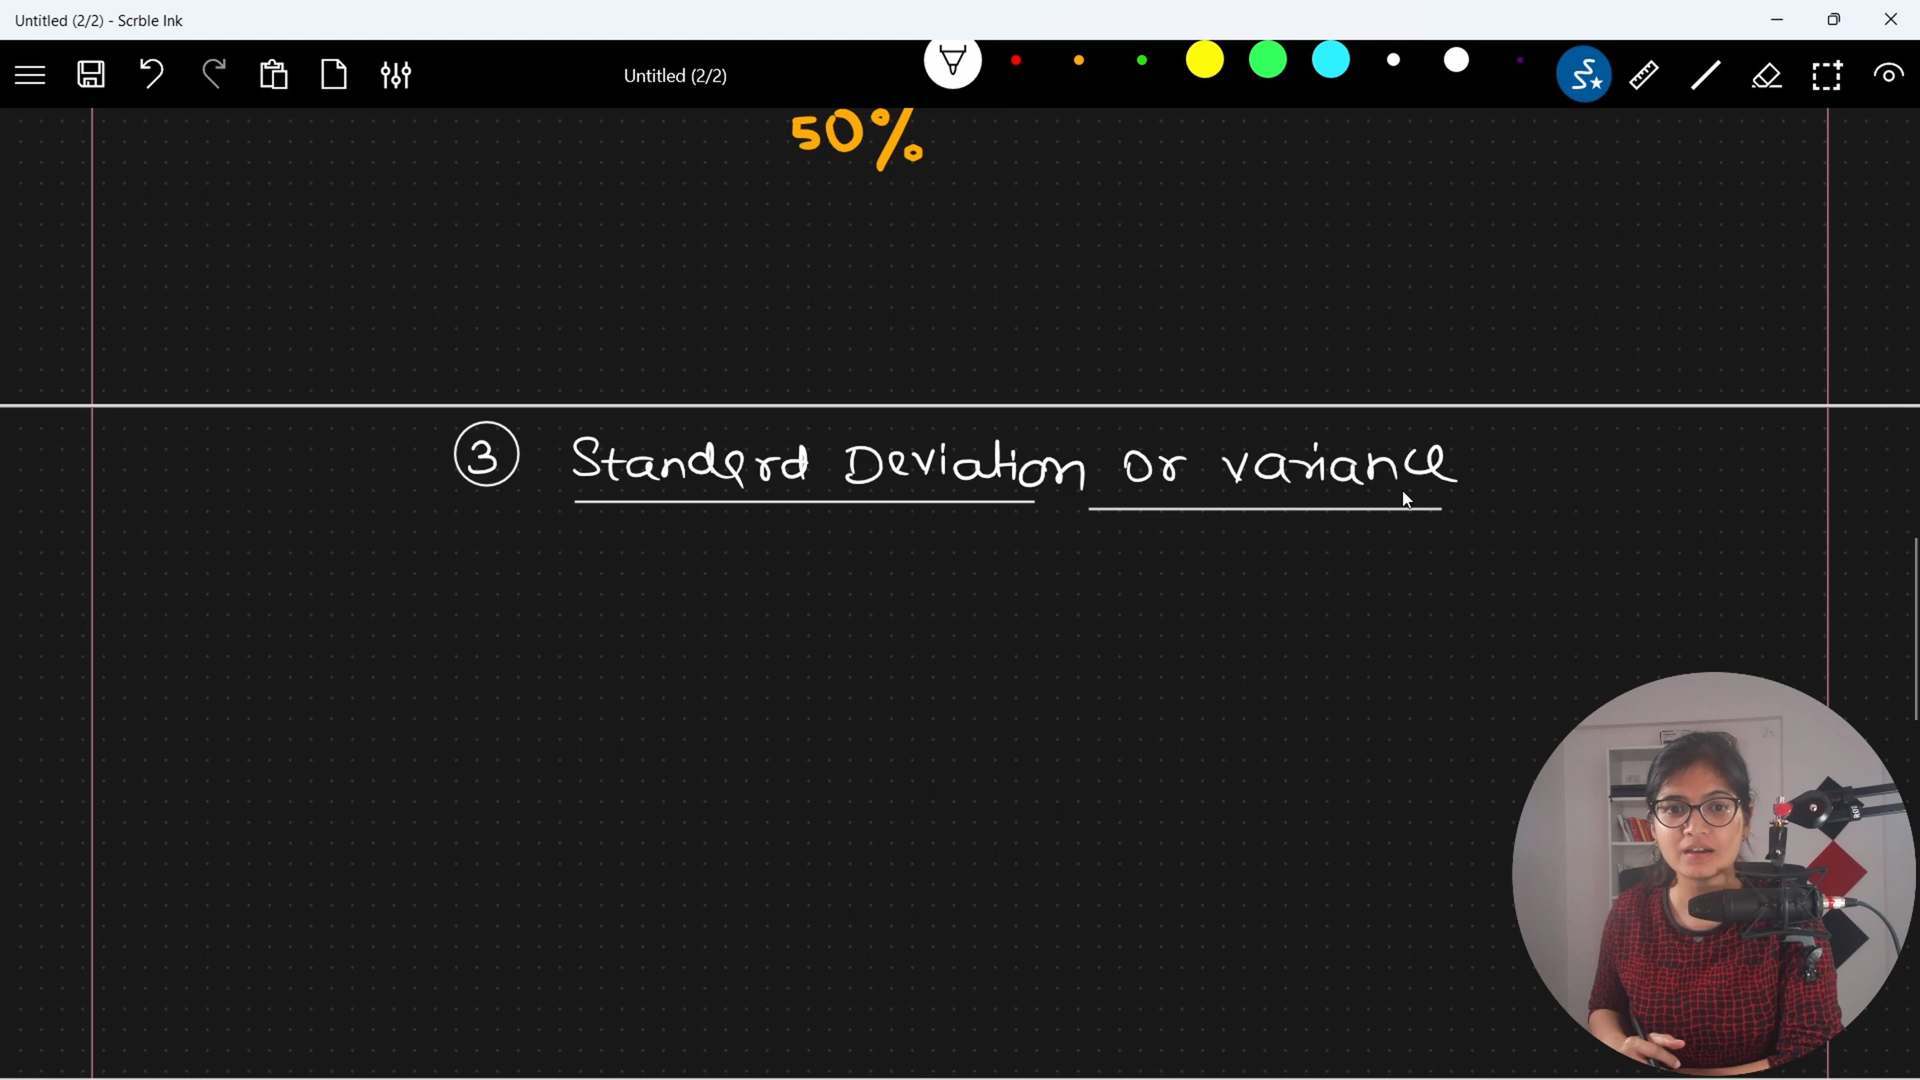 Untitled (2/2) - Scrble Ink
Untitled (2/2)
50%
3 Standerd Deviation or variance